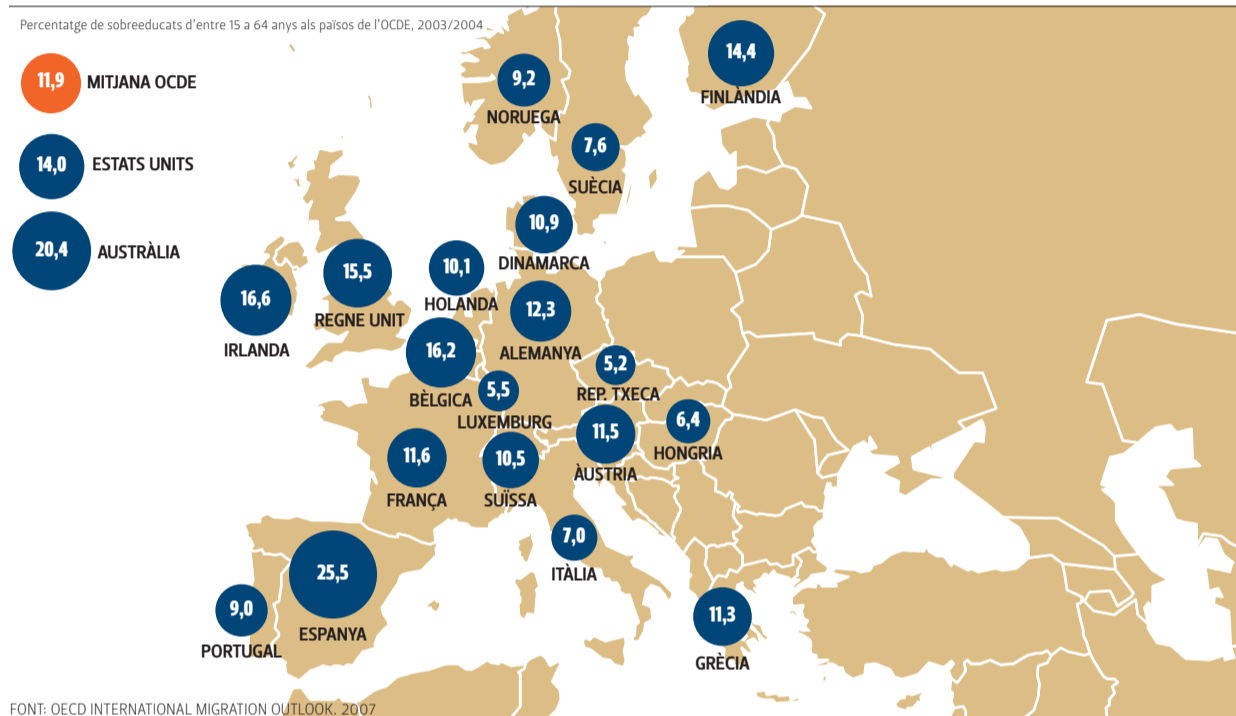 Percentatge de sobreeducats d'entre 15 a 64 anys als països de l'OCDE, 2003/2004
11,9 MITJANA OCDE
14,0 ESTATS UNITS
20,4 AUSTRÀLIA
14,4
FINLÀNDIA
9,2
NORUEGA
7,6
SUÈCIA
10,9
DINAMARCA
10,1
HOLANDA
15,5
REGNE UNIT
16,6
IRLANDA
12,3
ALEMANYA
16,2
BÈLGICA
5,5
LUXEMBURG
5,2
REP. TXECA
6,4
HONGRIA
11,5
ÀUSTRIA
11,6
FRANÇA
10,5
SUÏSSA
7,0
ITÀLIA
25,5
ESPANYA
9,0
PORTUGAL
11,3
GRÈCIA
FONT: OECD INTERNATIONAL MIGRATION OUTLOOK. 2007